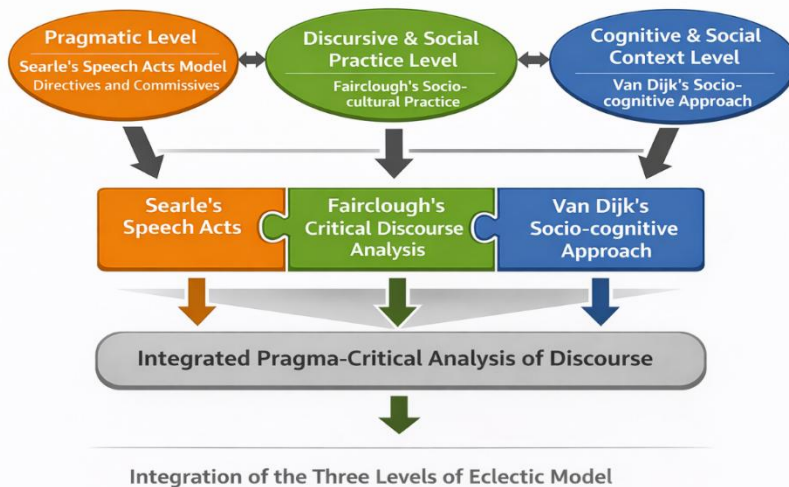 Pragmatic Level
Searle's Speech Acts Model
Directives and Commissives
Discursive & Social
Practice Level
Fairclough's Socio-
cultural Practice
Cognitive & Social
Context Level
Van Dijk's Socio-
cognitive Approach
Searle's
Speech Acts
Fairclough's
Critical Discourse
Analysis
Van Dijk's
Socio-cognitive
Approach
Integrated Pragma-Critical Analysis of Discourse
Integration of the Three Levels of Eclectic Model